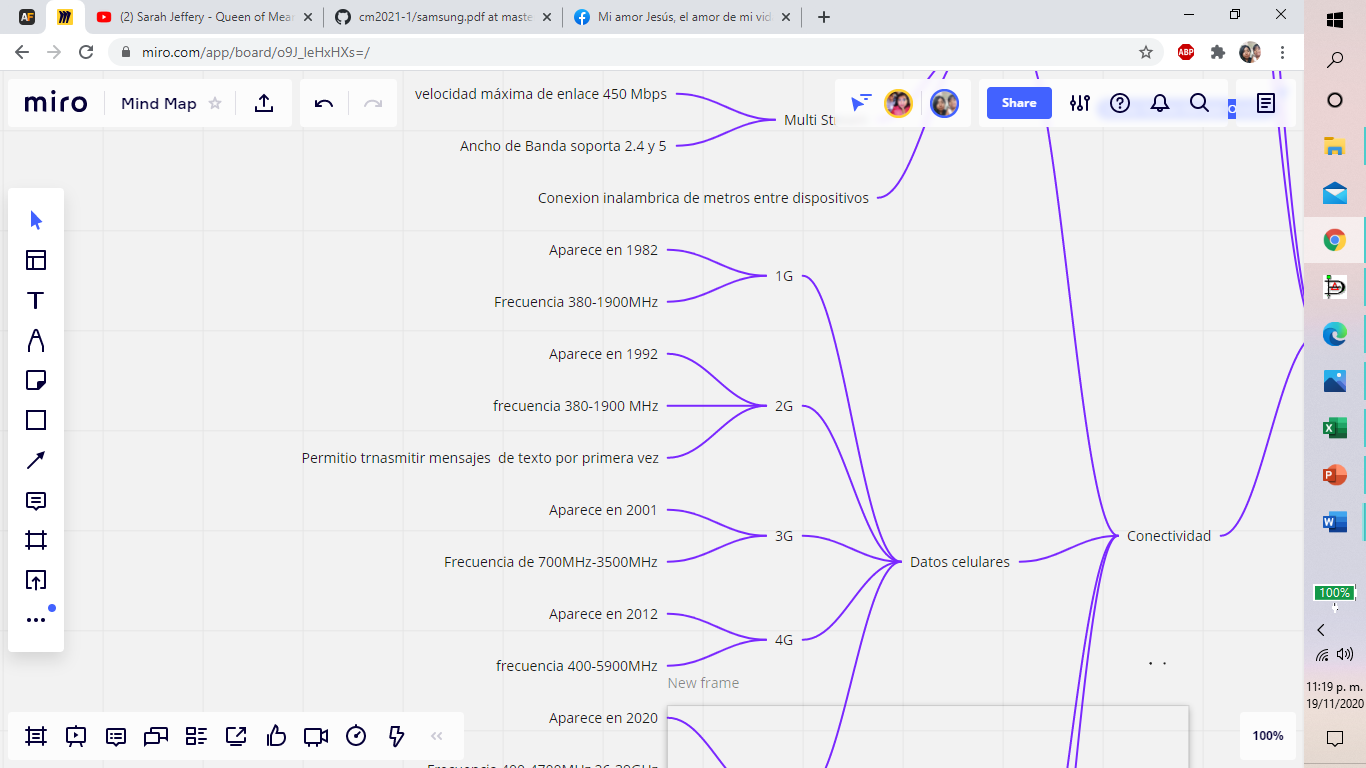 (2) Sarah Jeffery - Queen of Mea
cm2021-1/samsung.pdf at maste
Mi amor Jesús, el amor de mi vid
miro.com/app/board/o9J_leHxHXs=/
ABP
miro
Mind Map
Share
velocidad máxima de enlace 450 Mbps
Multi St
Ancho de Banda soporta 2.4 y 5
Conexion inalambrica de metros entre dispositivos
Aparece en 1982
1G
Frecuencia 380-1900MHz
Aparece en 1992
frecuencia 380-1900 MHz
2G
Permitio trnasmitir mensajes de texto por primera vez
Aparece en 2001
3G
Frecuencia de 700MHz-3500MHz
Datos celulares
Conectividad
Aparece en 2012
4G
frecuencia 400-5900MHz
New frame
Aparece en 2020
100%
100%
11:19 p. m.
19/11/2020